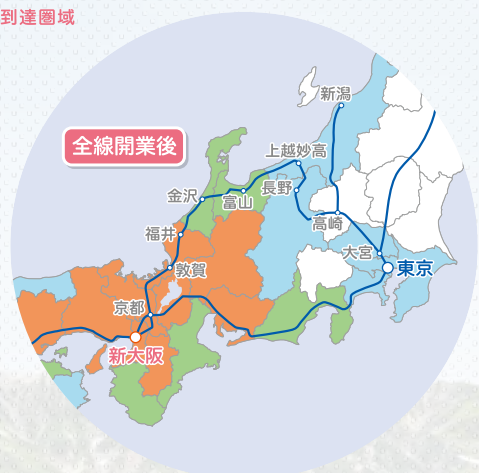 到達圏域
新潟
全線開業後
上越妙高
長野
金沢
富山
高崎
福井
大宮
敦賀
東京
京都
新大阪